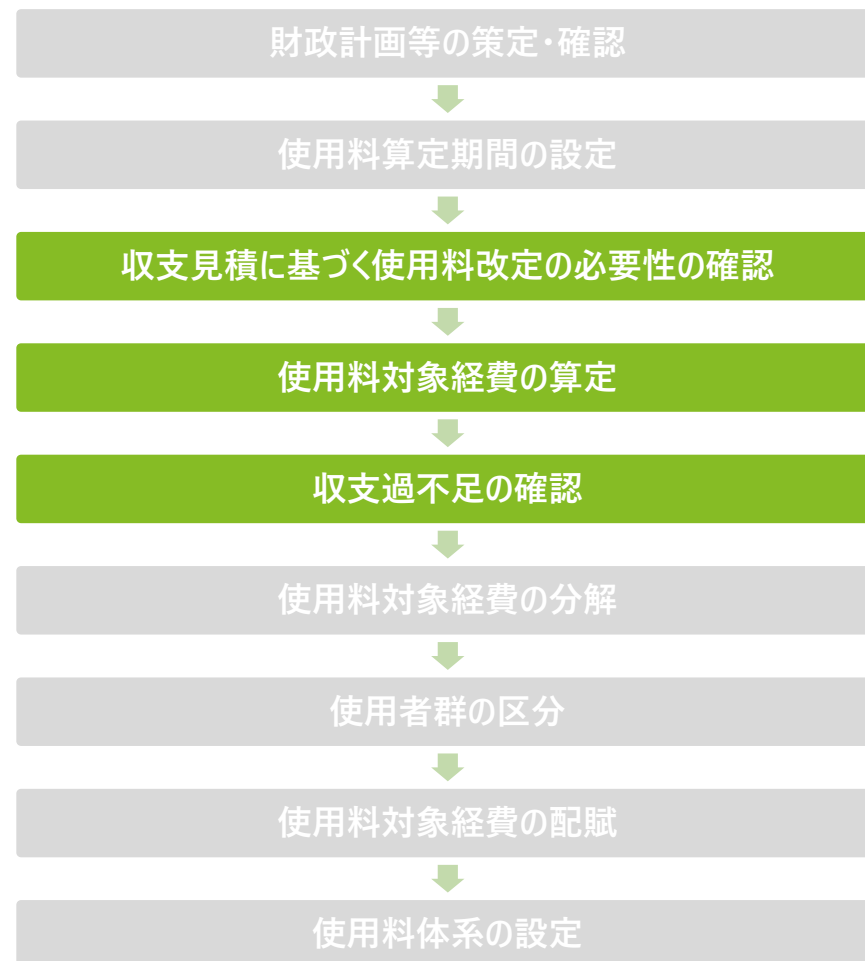 財政計画等の策定・確認
使用料算定期間の設定
収支見積に基づく使用料改定の必要性の確認
使用料対象経費の算定
収支過不足の確認
使用料対象経費の分解
使用者群の区分
使用料対象経費の配賦
使用料体系の設定